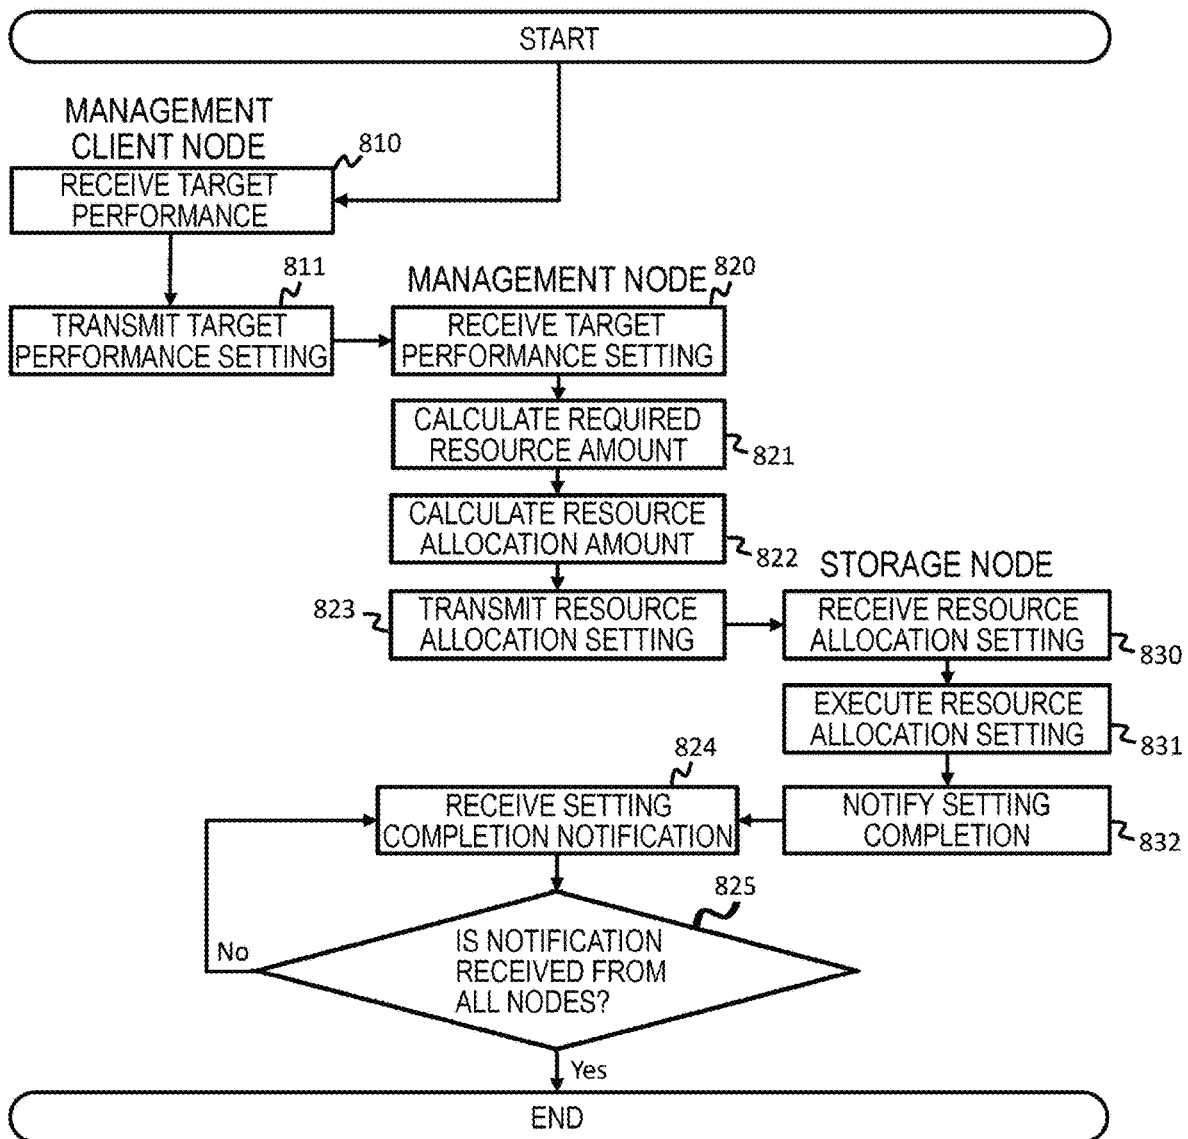 START
MANAGEMENT
CLIENT NODE
810
RECEIVE TARGET
PERFORMANCE
811
TRANSMIT TARGET
PERFORMANCE SETTING
MANAGEMENT NODE
820
RECEIVE TARGET
PERFORMANCE SETTING
CALCULATE REQUIRED
RESOURCE AMOUNT
821
CALCULATE RESOURCE
ALLOCATION AMOUNT
822
823
TRANSMIT RESOURCE
ALLOCATION SETTING
STORAGE NODE
RECEIVE RESOURCE
ALLOCATION SETTING
830
EXECUTE RESOURCE
ALLOCATION SETTING
831
NOTIFY SETTING
COMPLETION
832
824
RECEIVE SETTING
COMPLETION NOTIFICATION
825
IS NOTIFICATION
RECEIVED FROM
ALL NODES?
No
Yes
END